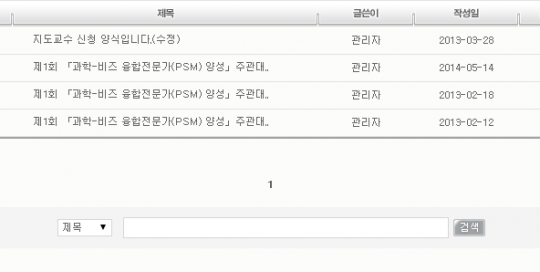 제목 글쓴이 작성일
지도교수 신청 양식입니다.(수정) 관리자 2013-03-28
제1회 「과학-비즈 융합전문가(PSM) 양성」 주관대.. 관리자 2014-05-14
제1회 「과학-비즈 융합전문가(PSM) 양성」 주관대.. 관리자 2013-02-18
제1회 「과학-비즈 융합전문가(PSM) 양성」 주관대.. 관리자 2013-02-12
1
제목 ▼ 검색